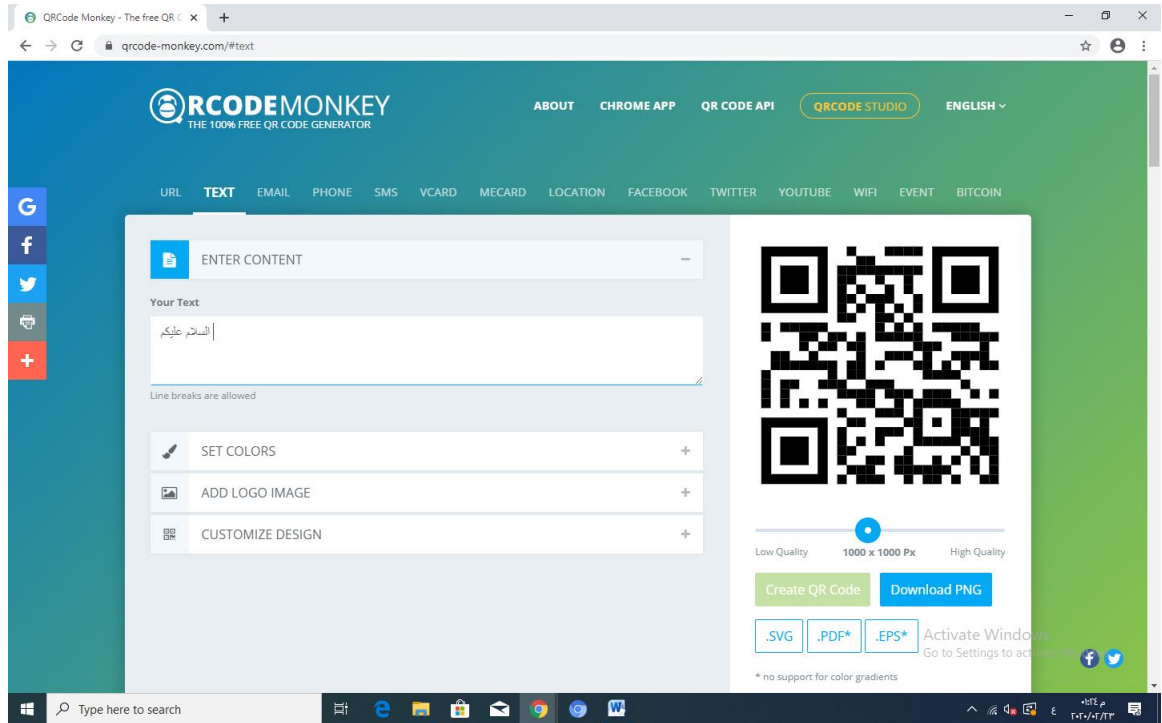 QRCode Monkey - The free QR C
qrcode-monkey.com/#text
RCODEMONKEY
THE 100% FREE QR CODE GENERATOR
ABOUT CHROME APP QR CODE API QRCODE STUDIO ENGLISH
URL TEXT EMAIL PHONE SMS VCARD MECARD LOCATION FACEBOOK TWITTER YOUTUBE WIFI EVENT BITCOIN
ENTER CONTENT
Your Text
السلام عليكم
Line breaks are allowed
SET COLORS
ADD LOGO IMAGE
CUSTOMIZE DESIGN
Low Quality 1000 x 1000 Px High Quality
Create QR Code Download PNG
.SVG .PDF* .EPS*
Activate Windows
Go to Settings to activate
* no support for color gradients
Type here to search
ع
٢٠٢٠/٠٢/٢٣